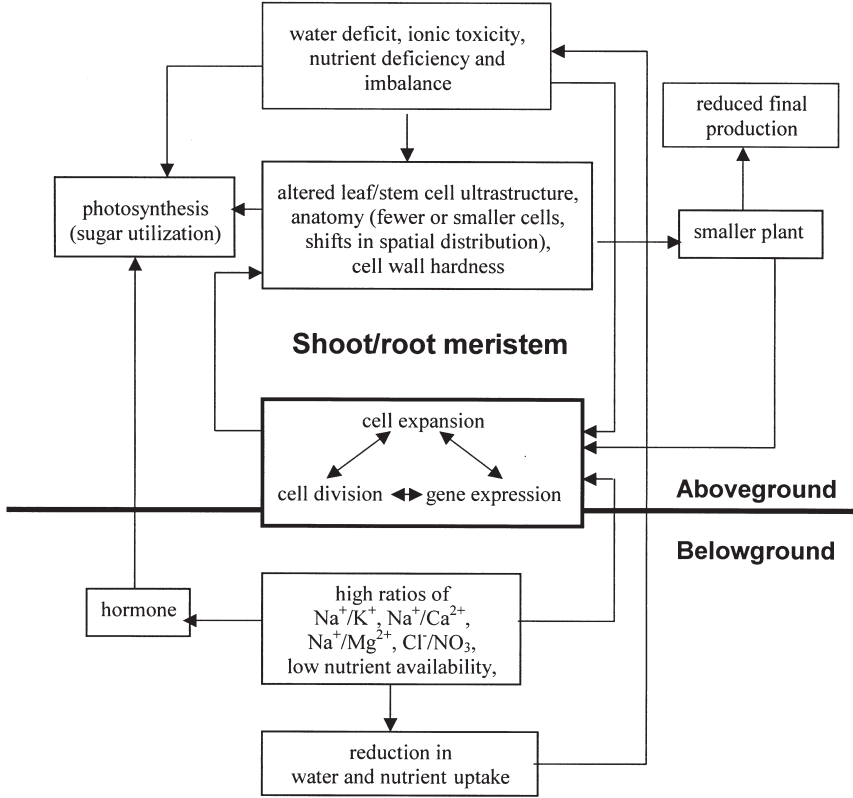 water deficit, ionic toxicity,
nutrient deficiency and
imbalance
reduced final
production
photosynthesis
(sugar utilization)
altered leaf/stem cell ultrastructure,
anatomy (fewer or smaller cells,
shifts in spatial distribution),
cell wall hardness
smaller plant
Shoot/root meristem
cell expansion
cell division
gene expression
Aboveground
Belowground
hormone
high ratios of
Na⁺/K⁺, Na⁺/Ca²⁺,
Na⁺/Mg²⁺, Cl⁻/NO₃,
low nutrient availability,
reduction in
water and nutrient uptake